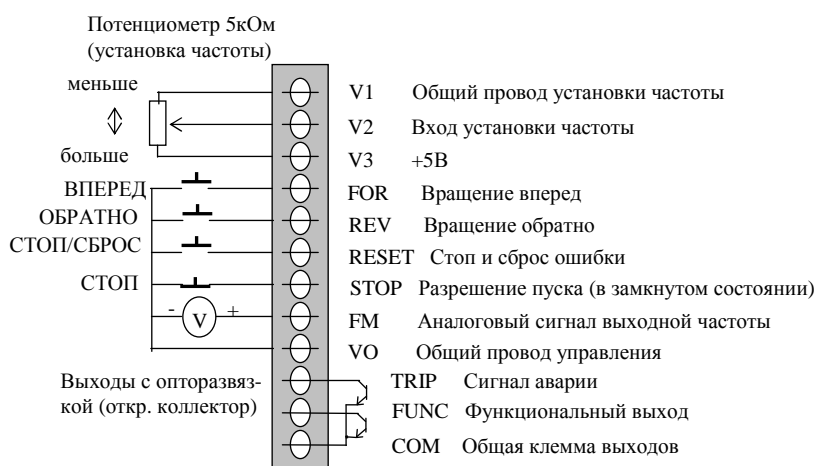 Потенциометр 5кОм
(установка частоты)
меньше
больше
ВПЕРЕД
ОБРАТНО
СТОП/СБРОС
СТОП
- V +
Выходы с опторазвяз-
кой (откр. коллектор)
V1 Общий провод установки частоты
V2 Вход установки частоты
V3 +5В
FOR Вращение вперед
REV Вращение обратно
RESET Стоп и сброс ошибки
STOP Разрешение пуска (в замкнутом состоянии)
FM Аналоговый сигнал выходной частоты
VO Общий провод управления
TRIP Сигнал аварии
FUNC Функциональный выход
COM Общая клемма выходов